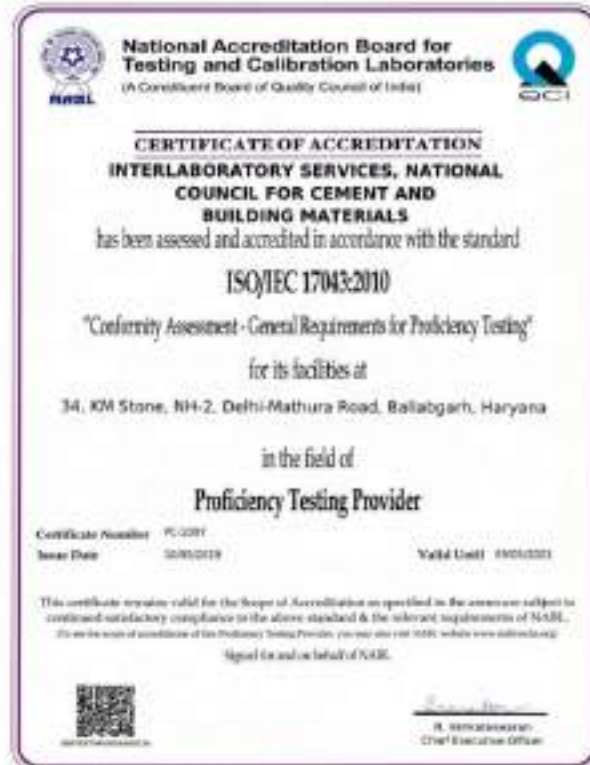 National Accreditation Board for
Testing and Calibration Laboratories
(A Constituent Board of Quality Council of India)
NABL
QCI
CERTIFICATE OF ACCREDITATION
INTERLABORATORY SERVICES, NATIONAL
COUNCIL FOR CEMENT AND
BUILDING MATERIALS
has been assessed and accredited in accordance with the standard
ISO/IEC 17043:2010
"Conformity Assessment - General Requirements for Proficiency Testing"
for its facilities at
34, KM Stone, NH-2, Delhi-Mathura Road, Ballabgarh, Haryana
in the field of
Proficiency Testing Provider
Certificate Number
Issue Date
Valid Until
This certificate remains valid for the Scope of Accreditation as specified in the annexure subject to
continued satisfactory compliance to the above standard & the relevant requirements of NABL.
Signed for and on behalf of NABL
Chief Executive Officer